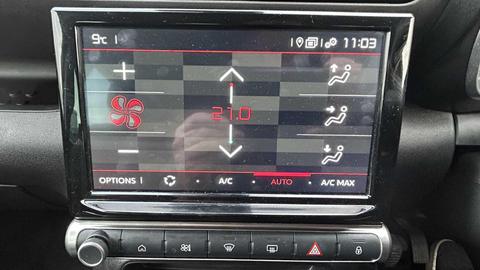 9°C 11:03
21.0
OPTIONS A/C AUTO A/C MAX